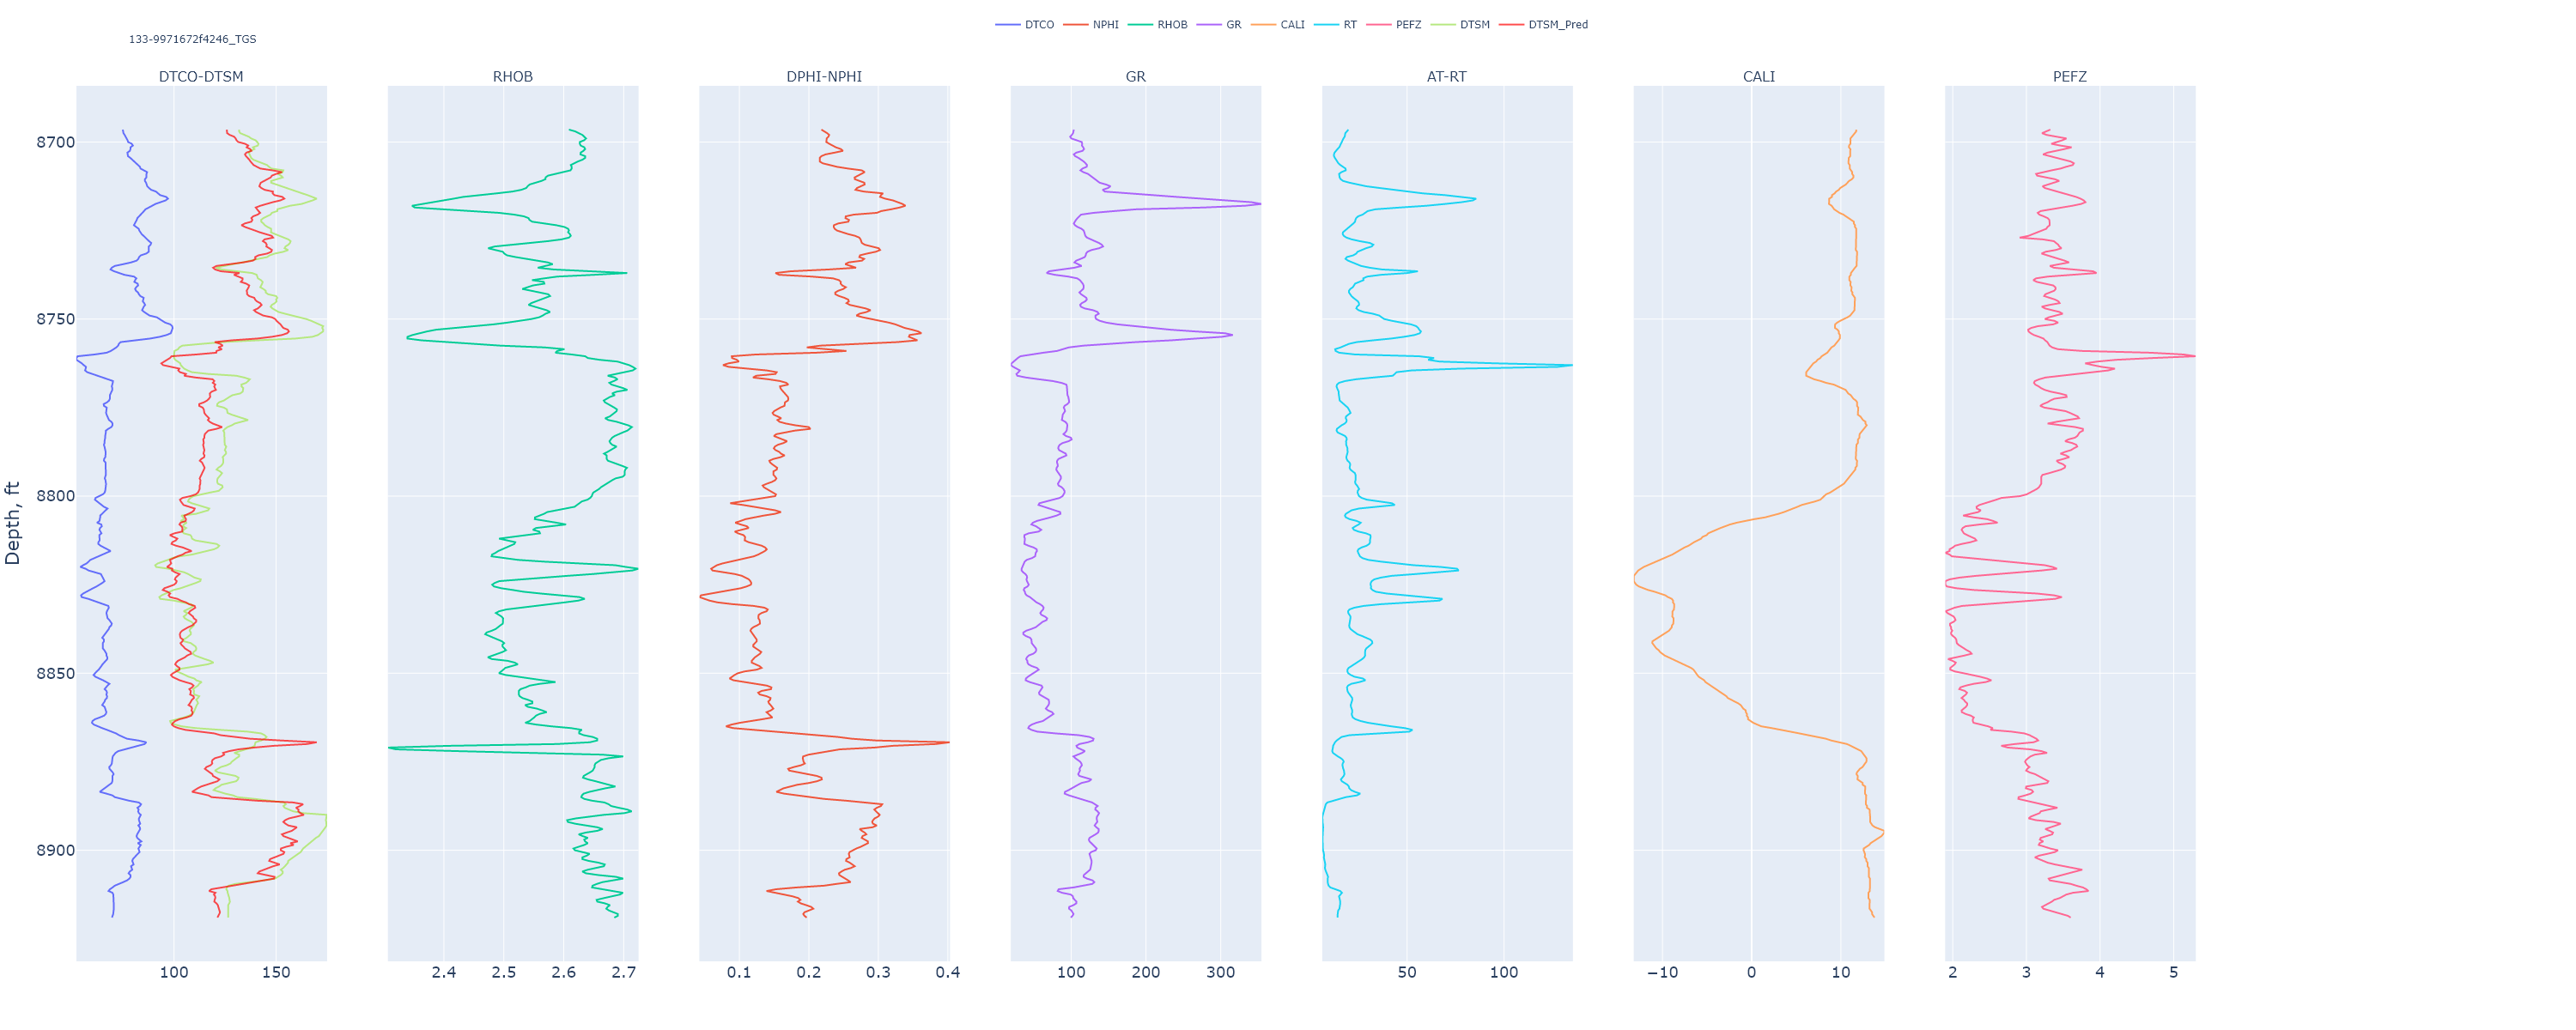 DTCO NPHI RHOB GR CALI RT PEFZ DTSM DTSM_Pred
133-9971672f4246_TGS
DTCO-DTSM RHOB DPHI-NPHI GR AT-RT CALI PEFZ
8700
8750
8800
8850
8900
Depth, ft
100 150 2.4 2.5 2.6 2.7 0.1 0.2 0.3 0.4 100 200 300 50 100 −10 0 10 2 3 4 5